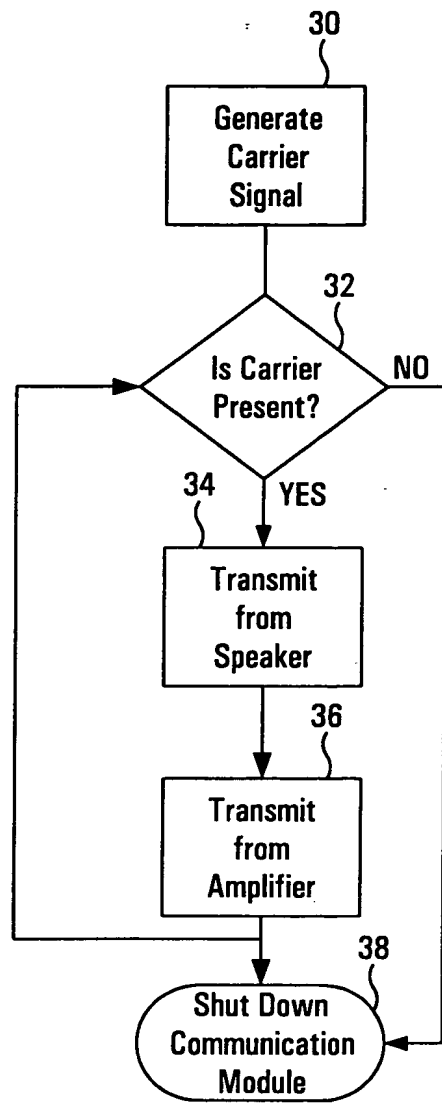 30
Generate
Carrier
Signal
32
Is Carrier
Present?
NO
YES
34
Transmit
from
Speaker
36
Transmit
from
Amplifier
38
Shut Down
Communication
Module